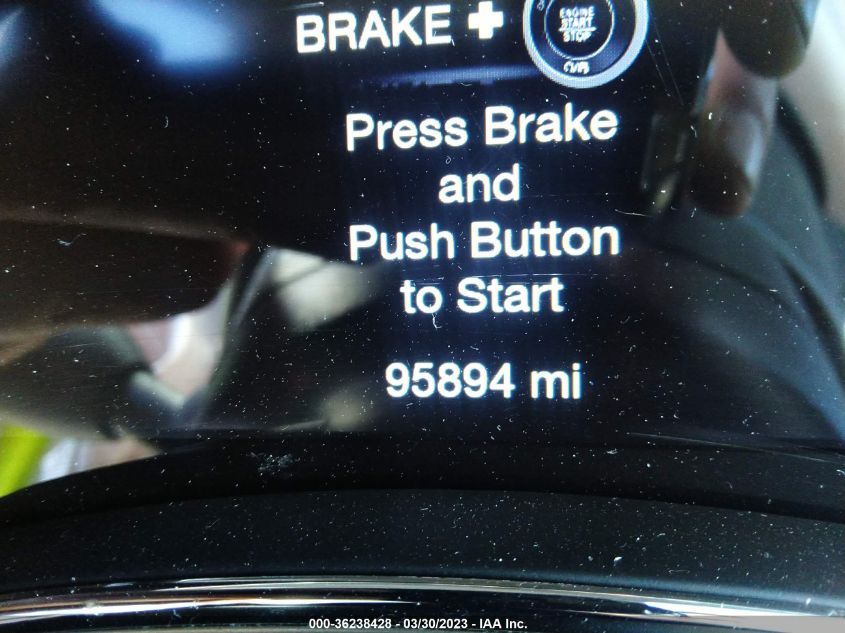 BRAKE +
ENGINE
START
STOP
Press Brake
and
Push Button
to Start
95894 mi
000-36238428 - 03/30/2023 - IAA Inc.